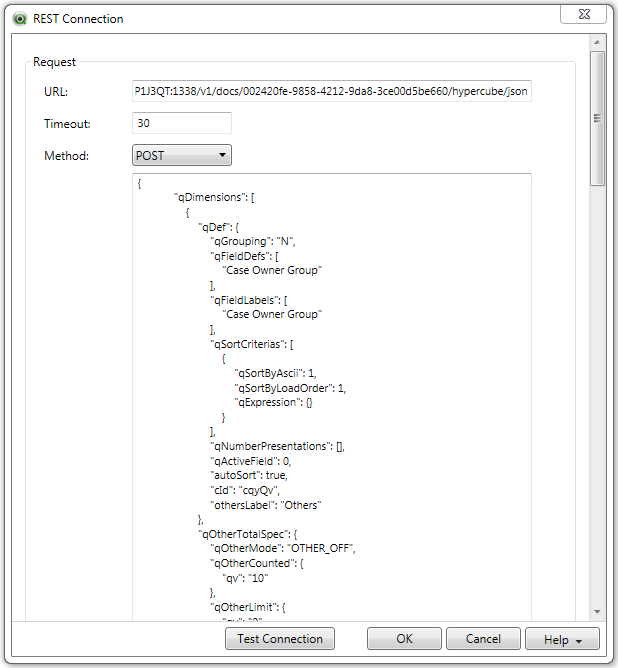 REST Connection
Request
URL: P1J3QT:1338/v1/docs/002420fe-9858-4212-9da8-3ce00d5be660/hypercube/json
Timeout: 30
Method: POST
{
"qDimensions": [
{
"qDef": {
"qGrouping": "N",
"qFieldDefs": [
"Case Owner Group"
],
"qFieldLabels": [
"Case Owner Group"
],
"qSortCriterias": [
{
"qSortByAscii": 1,
"qSortByLoadOrder": 1,
"qExpression": {}
}
],
"qNumberPresentations": [],
"qActiveField": 0,
"autoSort": true,
"cId": "cqyQv",
"othersLabel": "Others"
},
"qOtherTotalSpec": {
"qOtherMode": "OTHER_OFF",
"qOtherCounted": {
"qv": "10"
},
"qOtherLimit": {
Test Connection OK Cancel Help